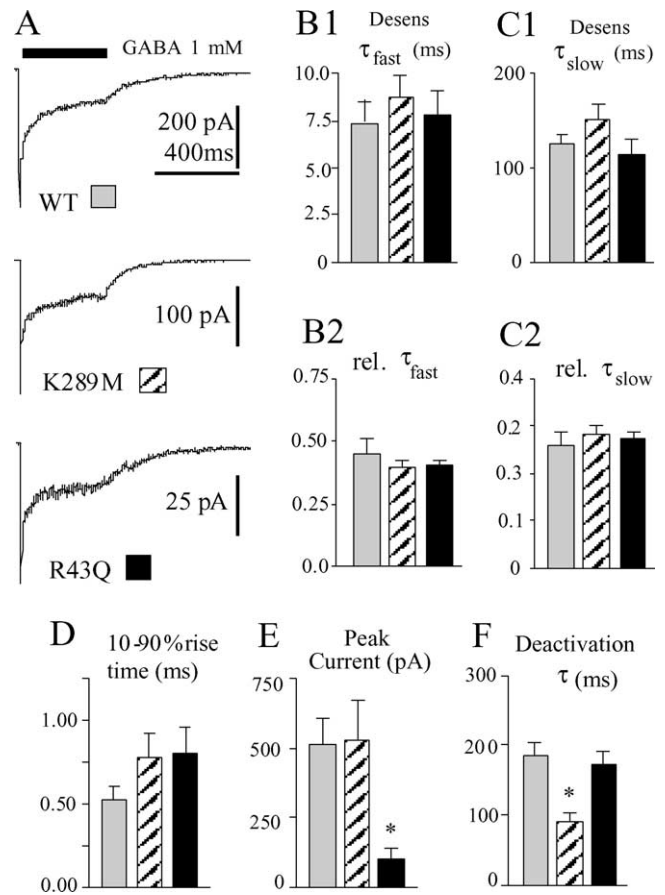 A
GABA 1 mM
200 pA
400ms
WT
100 pA
K289M
25 pA
R43Q
B1 Desens
τfast (ms)
10.0
7.5
5.0
2.5
0
C1 Desens
τslow (ms)
200
100
0
B2
rel. τfast
0.75
0.50
0.25
0.0
C2
rel. τslow
0.4
0.2
0.3
0.1
0
D 10-90%rise
time (ms)
1.00
0.50
0.00
E Peak
Current (pA)
750
500
250
0
*
F Deactivation
τ (ms)
300
200
100
0
*